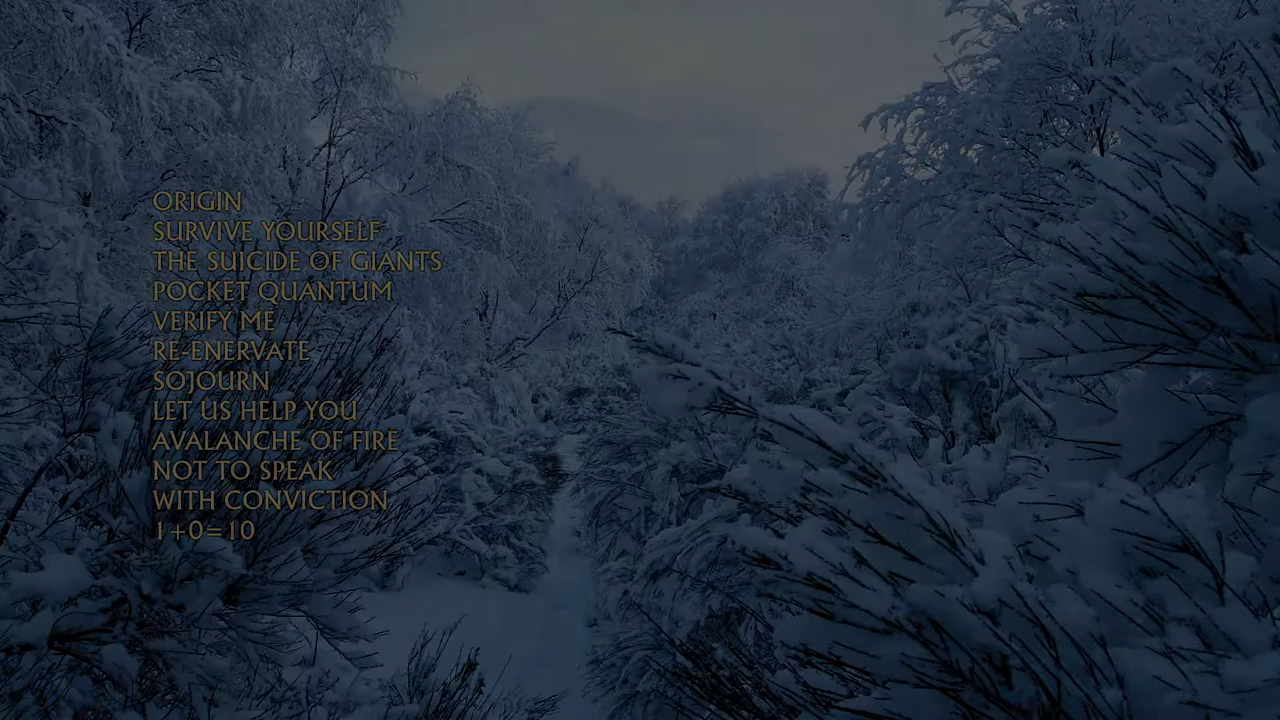 ORIGIN
SURVIVE YOURSELF
THE SUICIDE OF GIANTS
POCKET QUANTUM
VERIFY ME
RE-ENERVATE
SOJOURN
LET US HELP YOU
AVALANCHE OF FIRE
NOT TO SPEAK
WITH CONVICTION
1+0=10